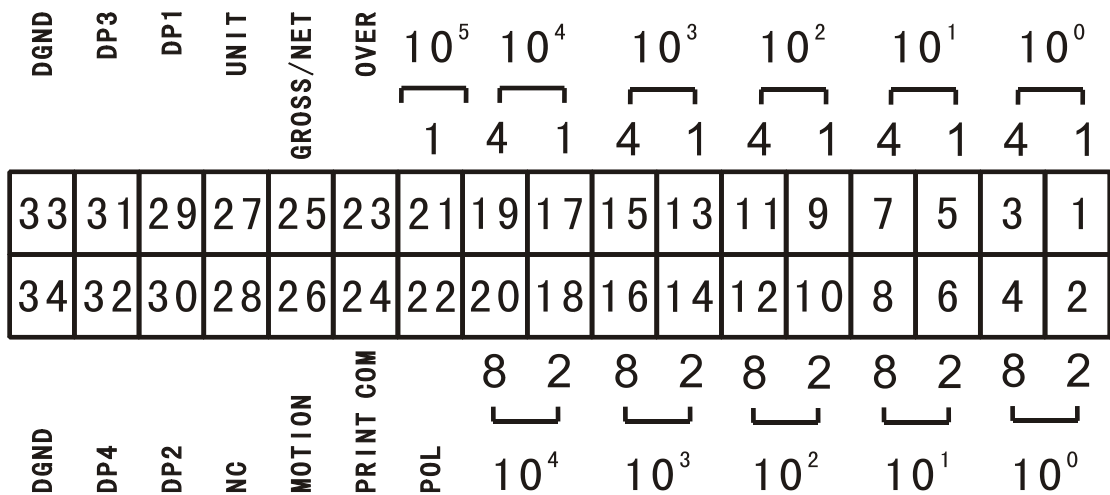 DGND DP3 DP1 UNIT GROSS/NET OVER 10⁵ 10⁴ 10³ 10² 10¹ 10⁰
1 4 1 4 1 4 1 4 1 4 1
33 31 29 27 25 23 21 19 17 15 13 11 9 7 5 3 1
34 32 30 28 26 24 22 20 18 16 14 12 10 8 6 4 2
8 2 8 2 8 2 8 2 8 2
DGND DP4 DP2 NC MOTION PRINT COM POL 10⁴ 10³ 10² 10¹ 10⁰